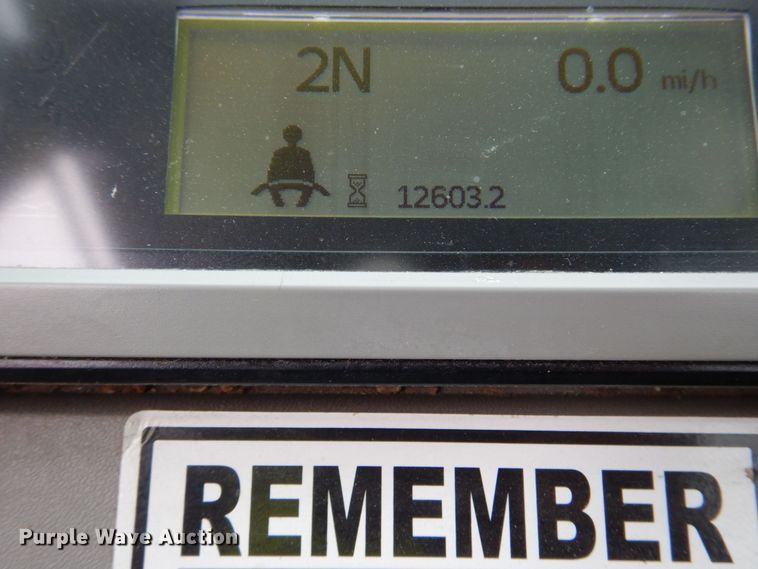 2N 0.0 mi/h
12603.2
REMEMBER
Purple Wave Auction